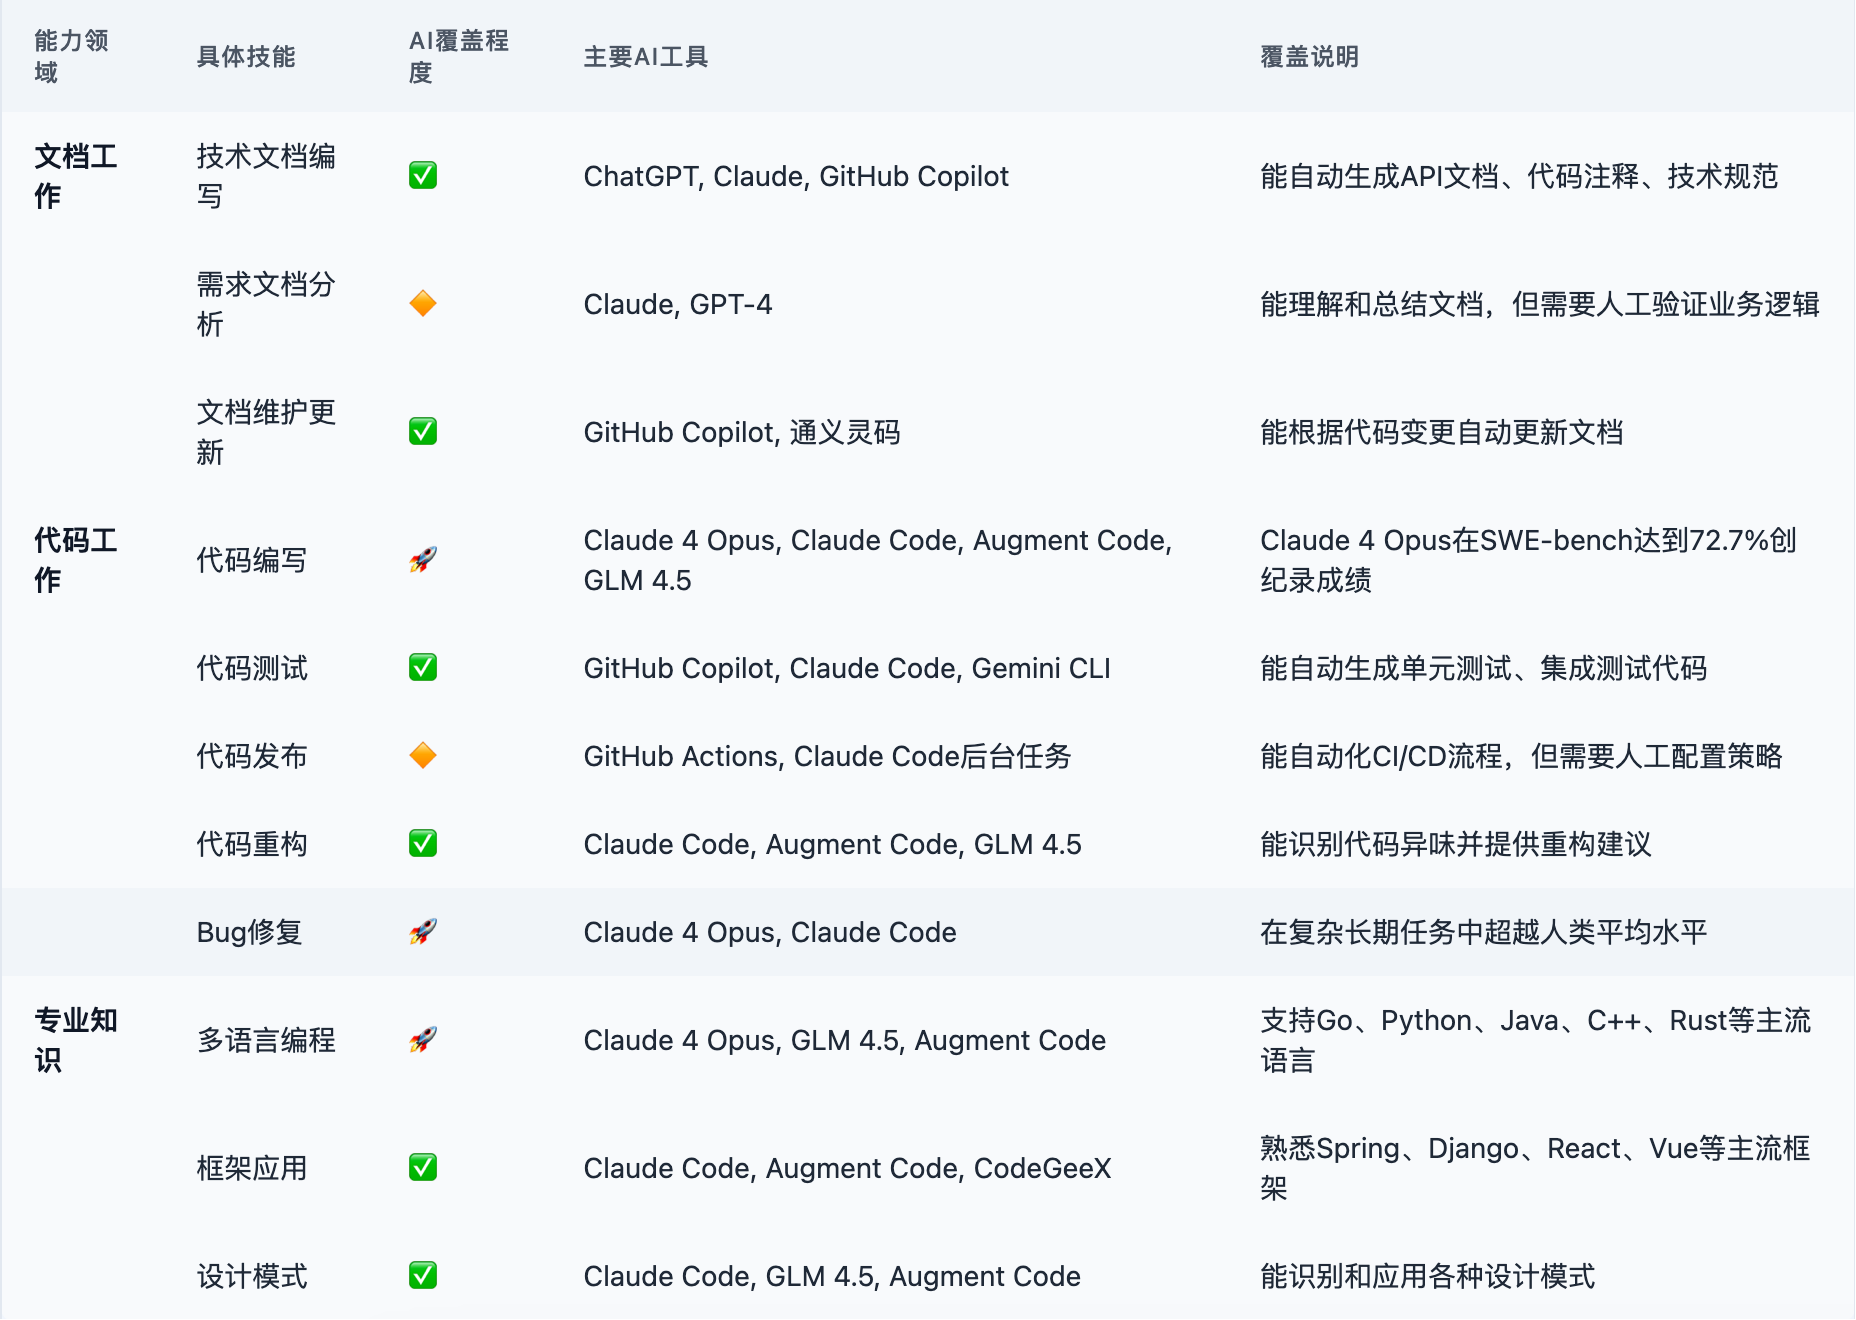 能力领
域
具体技能
AI覆盖程
度
主要AI工具
覆盖说明
文档工
作
技术文档编
写
✅
ChatGPT, Claude, GitHub Copilot
能自动生成API文档、代码注释、技术规范
需求文档分
析
🔶
Claude, GPT-4
能理解和总结文档，但需要人工验证业务逻辑
文档维护更
新
✅
GitHub Copilot, 通义灵码
能根据代码变更自动更新文档
代码工
作
代码编写
🚀
Claude 4 Opus, Claude Code, Augment Code,
GLM 4.5
Claude 4 Opus在SWE-bench达到72.7%创
纪录成绩
代码测试
✅
GitHub Copilot, Claude Code, Gemini CLI
能自动生成单元测试、集成测试代码
代码发布
🔶
GitHub Actions, Claude Code后台任务
能自动化CI/CD流程，但需要人工配置策略
代码重构
✅
Claude Code, Augment Code, GLM 4.5
能识别代码异味并提供重构建议
Bug修复
🚀
Claude 4 Opus, Claude Code
在复杂长期任务中超越人类平均水平
专业知
识
多语言编程
🚀
Claude 4 Opus, GLM 4.5, Augment Code
支持Go、Python、Java、C++、Rust等主流
语言
框架应用
✅
Claude Code, Augment Code, CodeGeeX
熟悉Spring、Django、React、Vue等主流框
架
设计模式
✅
Claude Code, GLM 4.5, Augment Code
能识别和应用各种设计模式